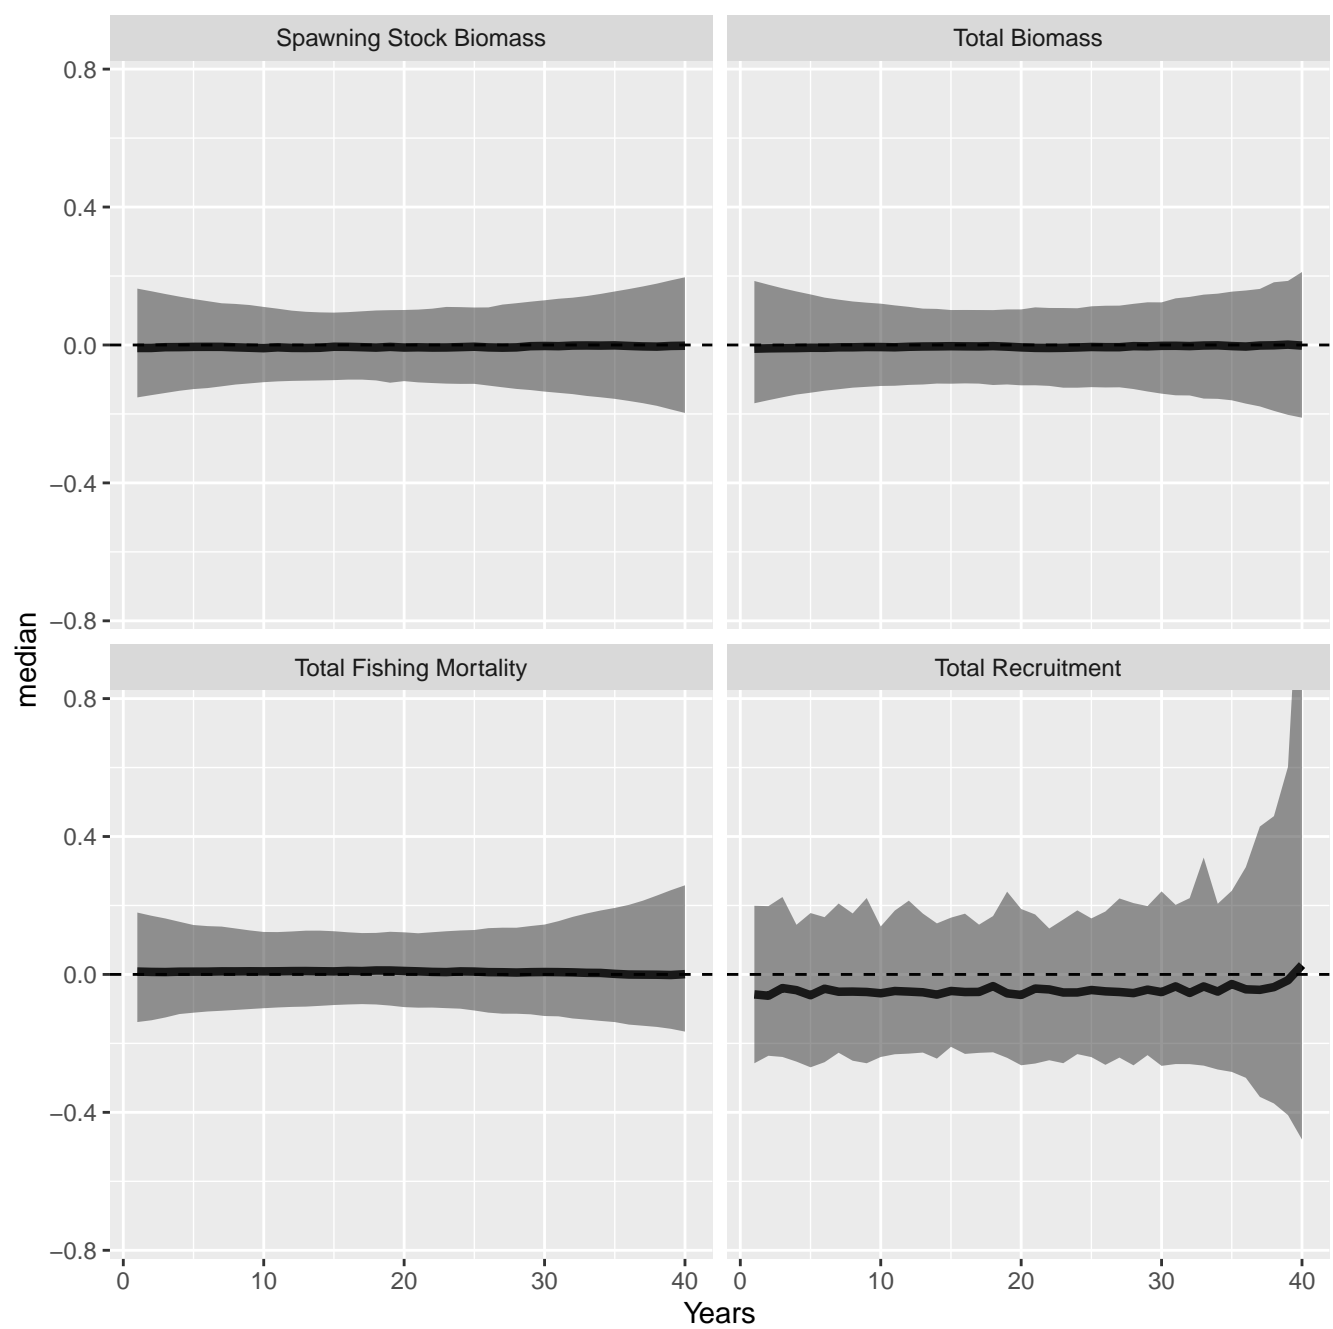 Spawning Stock Biomass
Total Biomass
0.8
0.4
0.0
−0.4
−0.8
median
Total Fishing Mortality
Total Recruitment
0.8
0.4
0.0
−0.4
−0.8
0 10 20 30 40
0 10 20 30 40
Years